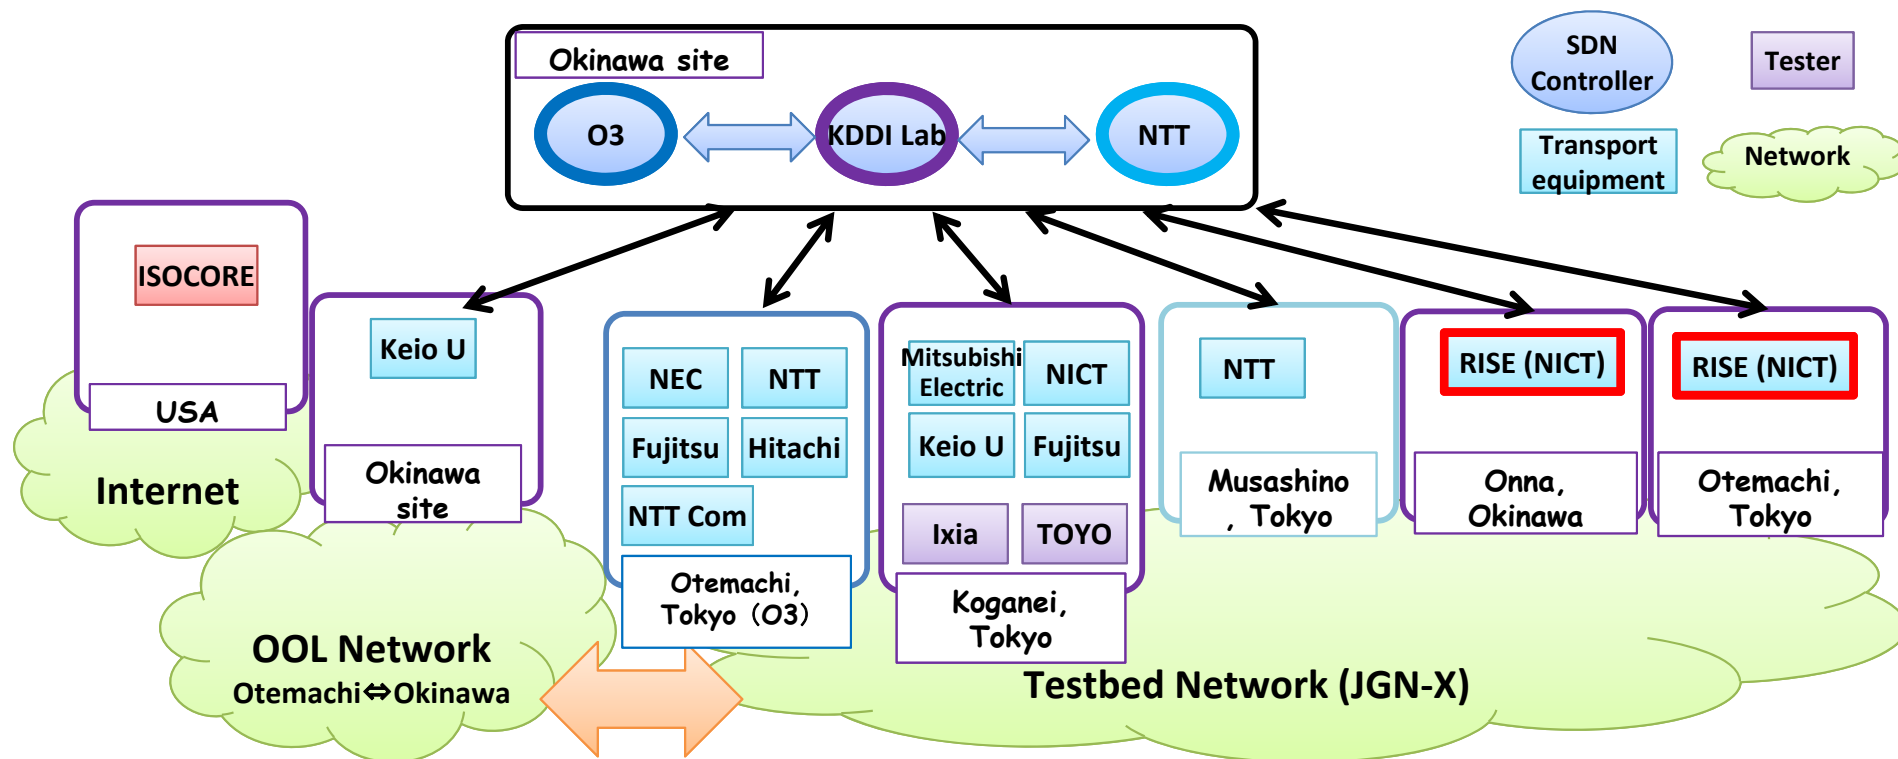 Okinawa site
O3
KDDI Lab
NTT
SDN
Controller
Tester
Transport
equipment
Network
ISOCORE
USA
Internet
Keio U
Okinawa
site
OOL Network
Otemachi⇔Okinawa
NEC
NTT
Fujitsu
Hitachi
NTT Com
Otemachi,
Tokyo（O3）
Mitsubishi
Electric
NICT
Keio U
Fujitsu
Ixia
TOYO
Koganei,
Tokyo
NTT
Musashino
, Tokyo
RISE (NICT)
Onna,
Okinawa
RISE (NICT)
Otemachi,
Tokyo
Testbed Network (JGN-X)